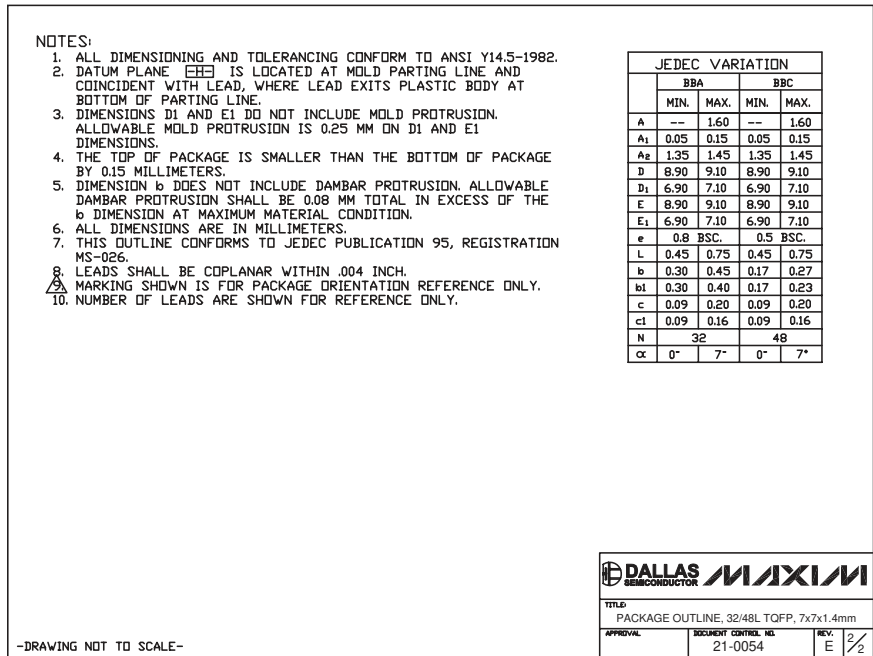 NOTES:
1. ALL DIMENSIONING AND TOLERANCING CONFORM TO ANSI Y14.5-1982.
2. DATUM PLANE -H- IS LOCATED AT MOLD PARTING LINE AND
COINCIDENT WITH LEAD, WHERE LEAD EXITS PLASTIC BODY AT
BOTTOM OF PARTING LINE.
3. DIMENSIONS D1 AND E1 DO NOT INCLUDE MOLD PROTRUSION.
ALLOWABLE MOLD PROTRUSION IS 0.25 MM ON D1 AND E1
DIMENSIONS.
4. THE TOP OF PACKAGE IS SMALLER THAN THE BOTTOM OF PACKAGE
BY 0.15 MILLIMETERS.
5. DIMENSION b DOES NOT INCLUDE DAMBAR PROTRUSION. ALLOWABLE
DAMBAR PROTRUSION SHALL BE 0.08 MM TOTAL IN EXCESS OF THE
b DIMENSION AT MAXIMUM MATERIAL CONDITION.
6. ALL DIMENSIONS ARE IN MILLIMETERS.
7. THIS OUTLINE CONFORMS TO JEDEC PUBLICATION 95, REGISTRATION
MS-026.
8. LEADS SHALL BE COPLANAR WITHIN .004 INCH.
9. MARKING SHOWN IS FOR PACKAGE ORIENTATION REFERENCE ONLY.
10. NUMBER OF LEADS ARE SHOWN FOR REFERENCE ONLY.
JEDEC VARIATION
BBA BBC
MIN. MAX. MIN. MAX.
A -- 1.60 -- 1.60
A1 0.05 0.15 0.05 0.15
A2 1.35 1.45 1.35 1.45
D 8.90 9.10 8.90 9.10
D1 6.90 7.10 6.90 7.10
E 8.90 9.10 8.90 9.10
E1 6.90 7.10 6.90 7.10
e 0.8 BSC. 0.5 BSC.
L 0.45 0.75 0.45 0.75
b 0.30 0.45 0.17 0.27
b1 0.30 0.40 0.17 0.23
c 0.09 0.20 0.09 0.20
c1 0.09 0.16 0.09 0.16
N 32 48
α 0° 7° 0° 7°
DALLAS SEMICONDUCTOR MAXIM
TITLE:
PACKAGE OUTLINE, 32/48L TQFP, 7x7x1.4mm
APPROVAL DOCUMENT CONTROL NO. REV.
21-0054 E 2/2
-DRAWING NOT TO SCALE-